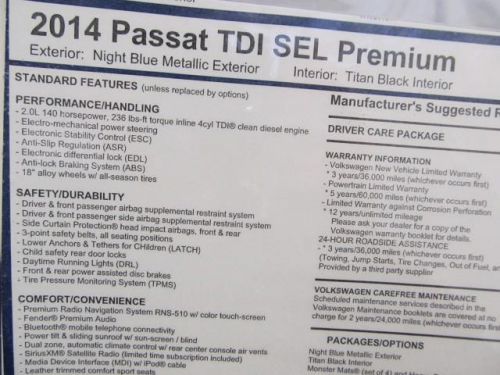 2014 Passat TDI SEL Premium
Exterior: Night Blue Metallic Exterior Interior: Titan Black Interior
STANDARD FEATURES (unless replaced by options)
PERFORMANCE/HANDLING
- 2.0L 140 horsepower, 236 lbs-ft torque inline 4cyl TDI® clean diesel engine
- Electro-mechanical power steering
- Electronic Stability Control (ESC)
- Anti-Slip Regulation (ASR)
- Electronic differential lock (EDL)
- Anti-lock Braking System (ABS)
- 18" alloy wheels w/ all-season tires
SAFETY/DURABILITY
- Driver & front passenger airbag supplemental restraint system
- Driver & front passenger side airbag supplemental restraint system
- Side Curtain Protection® head impact airbags, front & rear
- 3-point safety belts, all seating positions
- Lower Anchors & Tethers for CHildren (LATCH)
- Child safety rear door locks
- Daytime Running Lights (DRL)
- Front & rear power assisted disc brakes
- Tire Pressure Monitoring System (TPMS)
COMFORT/CONVENIENCE
- Premium Radio Navigation System RNS-510 w/ color touch-screen
- Fender® Premium Audio
- Bluetooth® mobile telephone connectivity
- Power tilt & sliding sunroof w/ sun-screen / blind
- Dual zone, automatic climate control w/ rear center console air vents
- SiriusXM® Satellite Radio (limited time subscription included)
- Media Device Interface (MDI) w/ iPod® cable
- Leather trimmed comfort sport seats
Manufacturer's Suggested R
DRIVER CARE PACKAGE
WARRANTY INFORMATION
- Volkswagen New Vehicle Limited Warranty
* 3 years/36,000 miles (whichever occurs first)
- Powertrain Limited Warranty
* 5 years/60,000 miles (whichever occurs first)
- Limited Warranty against Corrosion Perforation
* 12 years/unlimited mileage
Please ask your dealer for a copy of the
Volkswagen warranty booklet for details.
24-HOUR ROADSIDE ASSISTANCE
- * 3 years/36,000 miles (whichever occurs first)
(Towing, Jump Starts, Tire Changes, Out of Fuel, an
Provided by a third party supplier
VOLKSWAGEN CAREFREE MAINTENANCE
Scheduled maintenance services described in the
Volkswagen Maintenance booklets are covered at no
charge for 2 years/24,000 miles (whichever occurs first
PACKAGES/OPTIONS
Night Blue Metallic Exterior
Titan Black Interior
Monster Mats® (set of 4) and